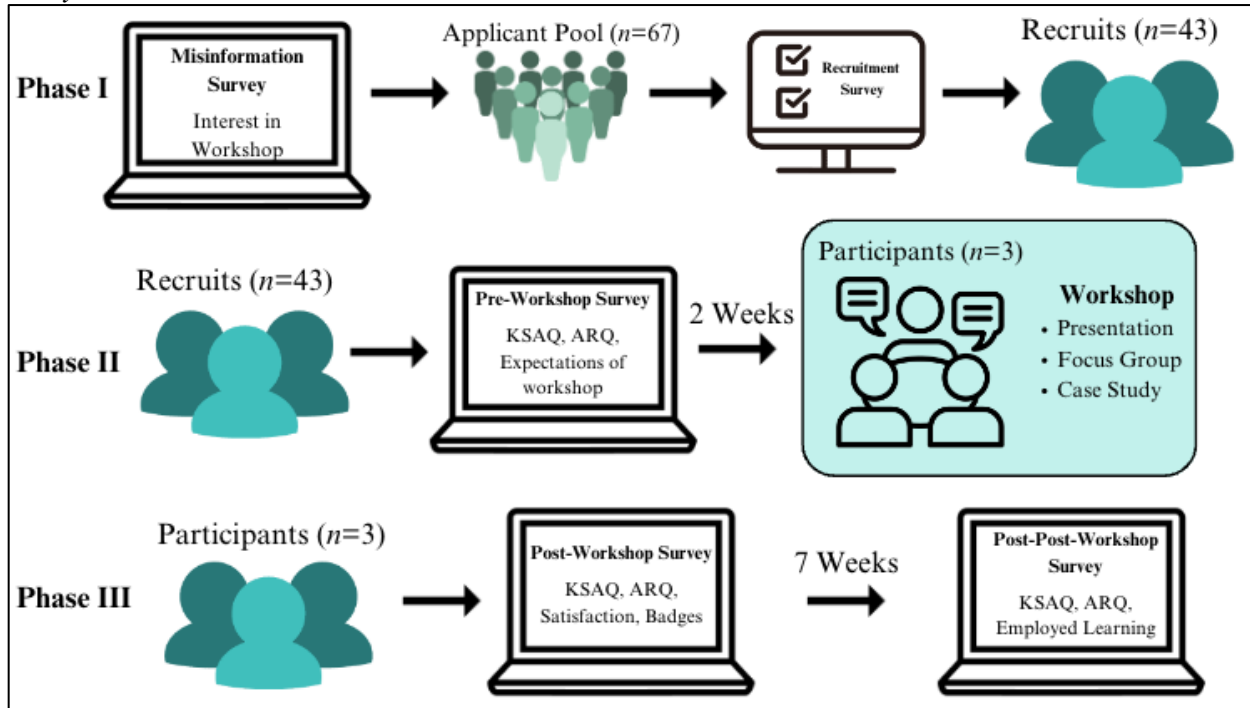 Phase I
Misinformation
Survey
Interest in
Workshop
Applicant Pool (n=67)
Recruitment
Survey
Recruits (n=43)
Phase II
Recruits (n=43)
Pre-Workshop Survey
KSAQ, ARQ,
Expectations of
workshop
2 Weeks
Participants (n=3)
Workshop
• Presentation
• Focus Group
• Case Study
Phase III
Participants (n=3)
Post-Workshop Survey
KSAQ, ARQ,
Satisfaction, Badges
7 Weeks
Post-Post-Workshop
Survey
KSAQ, ARQ,
Employed Learning